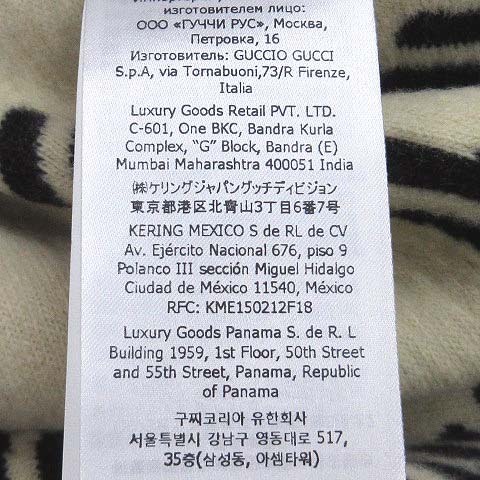 изготовителем лицо:
ООО «ГУЧЧИ РУС», Москва,
Петровка, 16
Изготовитель: GUCCIO GUCCI
S.p.A, via Tornabuoni,73/R Firenze,
Italia
Luxury Goods Retail PVT. LTD.
C-601, One BKC, Bandra Kurla
Complex, “G” Block, Bandra (E)
Mumbai Maharashtra 400051 India
㈱ケリングジャパングッチディビジョン
東京都港区北青山3丁目6番7号
KERING MEXICO S de RL de CV
Av. Ejército Nacional 676, piso 9
Polanco III sección Miguel Hidalgo
Ciudad de México 11540, México
RFC: KME150212F18
Luxury Goods Panama S. de R. L
Building 1959, 1st Floor, 50th Street
and 55th Street, Panama, Republic
of Panama
구찌코리아 유한회사
서울특별시 강남구 영동대로 517,
35층(삼성동, 아셈타워)